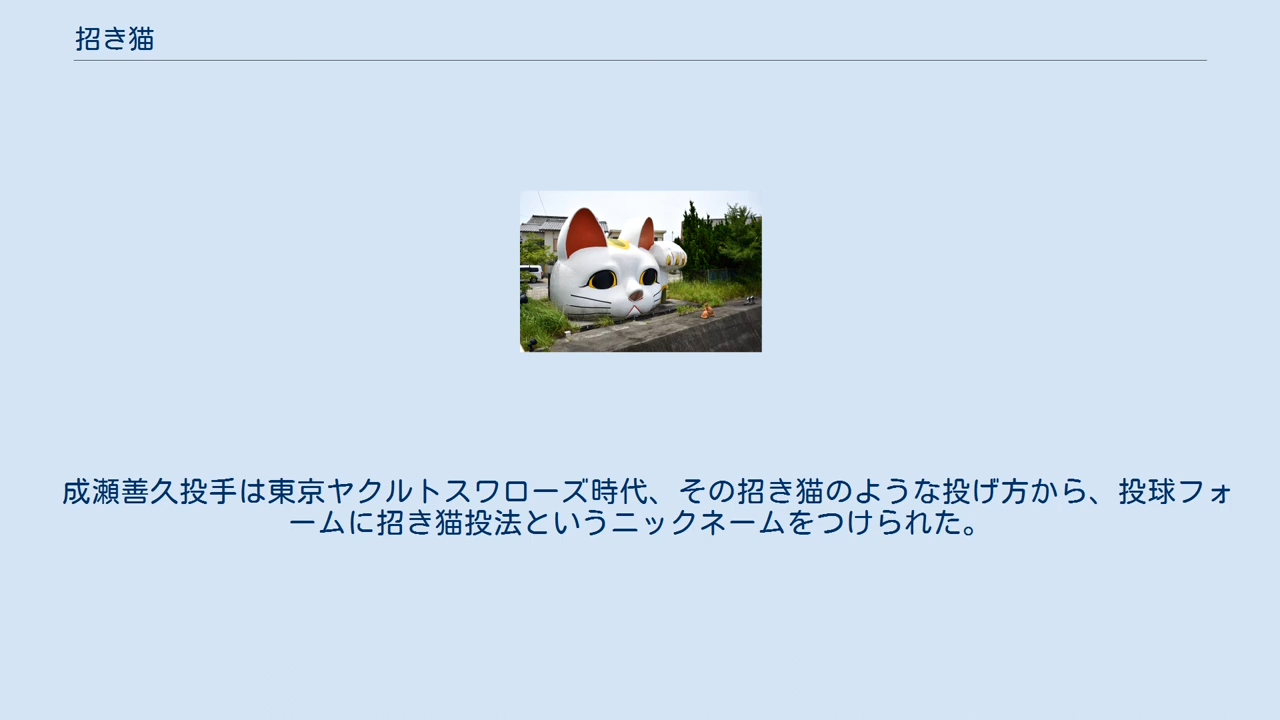 招き猫
成瀬善久投手は東京ヤクルトスワローズ時代、その招き猫のような投げ方から、投球フォ
ームに招き猫投法というニックネームをつけられた。